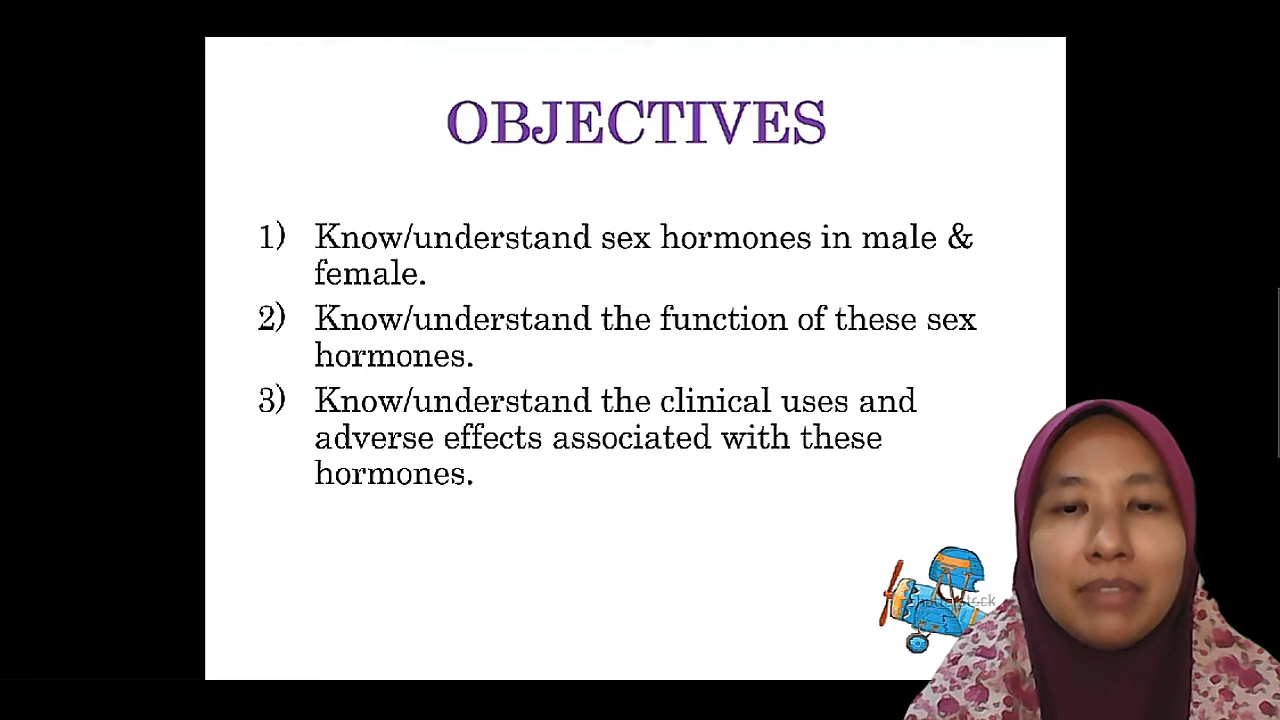 OBJECTIVES
1) Know/understand sex hormones in male &
female.
2) Know/understand the function of these sex
hormones.
3) Know/understand the clinical uses and
adverse effects associated with these
hormones.